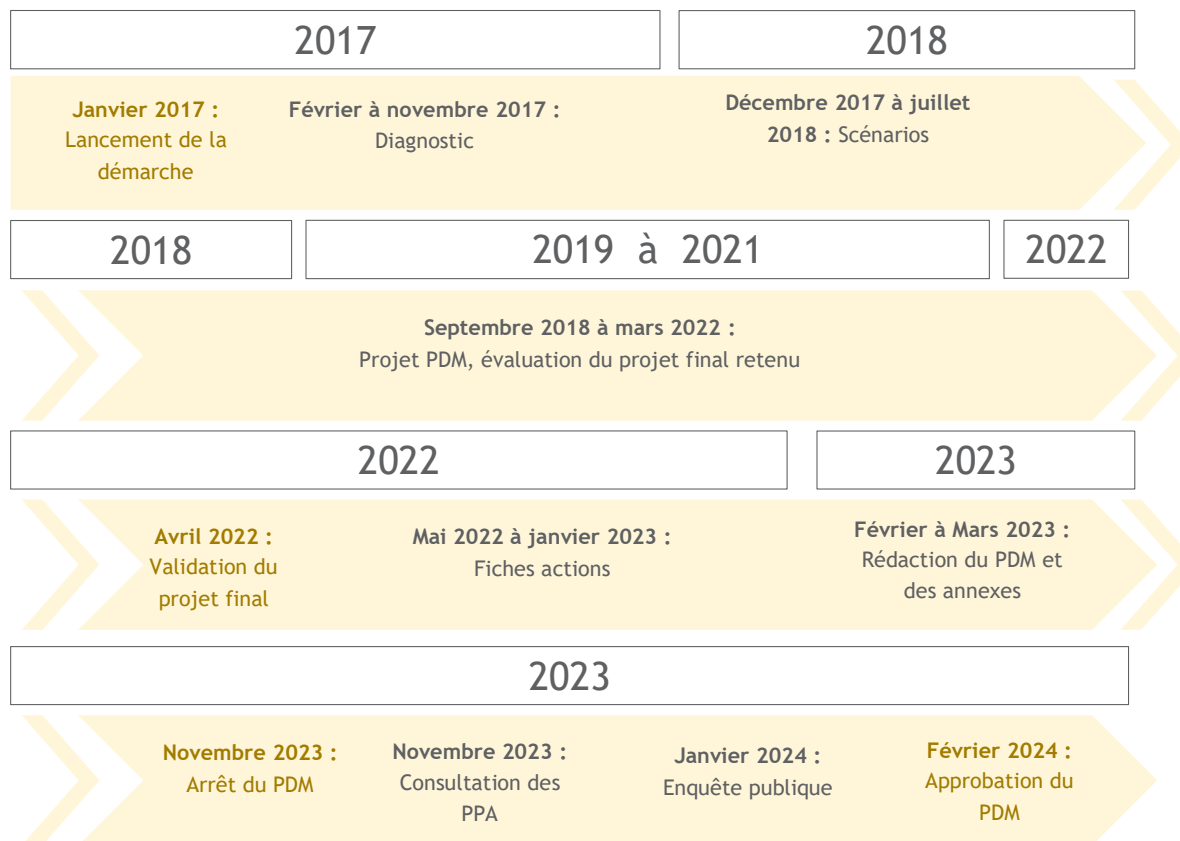 2017
2018
Janvier 2017 :
Lancement de la
démarche
Février à novembre 2017 :
Diagnostic
Décembre 2017 à juillet
2018 : Scénarios
2018
2019 à 2021
2022
Septembre 2018 à mars 2022 :
Projet PDM, évaluation du projet final retenu
2022
2023
Avril 2022 :
Validation du
projet final
Mai 2022 à janvier 2023 :
Fiches actions
Février à Mars 2023 :
Rédaction du PDM et
des annexes
2023
Novembre 2023 :
Arrêt du PDM
Novembre 2023 :
Consultation des
PPA
Janvier 2024 :
Enquête publique
Février 2024 :
Approbation du
PDM